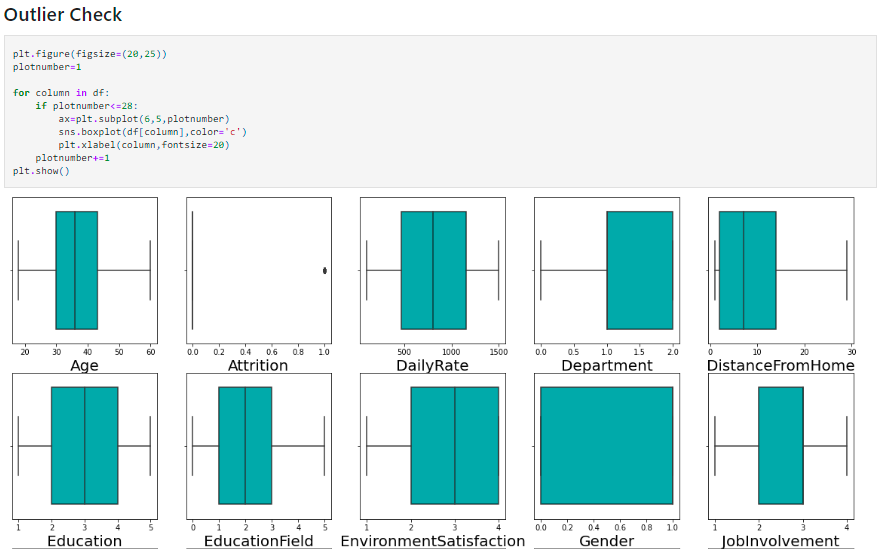 Outlier Check
plt.figure(figsize=(20,25))
plotnumber=1
for column in df:
    if plotnumber<=28:
        ax=plt.subplot(6,5,plotnumber)
        sns.boxplot(df[column],color='c')
        plt.xlabel(column,fontsize=20)
    plotnumber+=1
plt.show()
20 30 40 50 60
0.0 0.2 0.4 0.6 0.8 1.0
500 1000 1500
0.0 0.5 1.0 1.5 2.0
0 10 20 30
Age
Attrition
DailyRate
Department
DistanceFromHome
1 2 3 4 5
0 1 2 3 4 5
1 2 3 4
0.0 0.2 0.4 0.6 0.8 1.0
1 2 3 4
Education
EducationField
EnvironmentSatisfaction
Gender
JobInvolvement